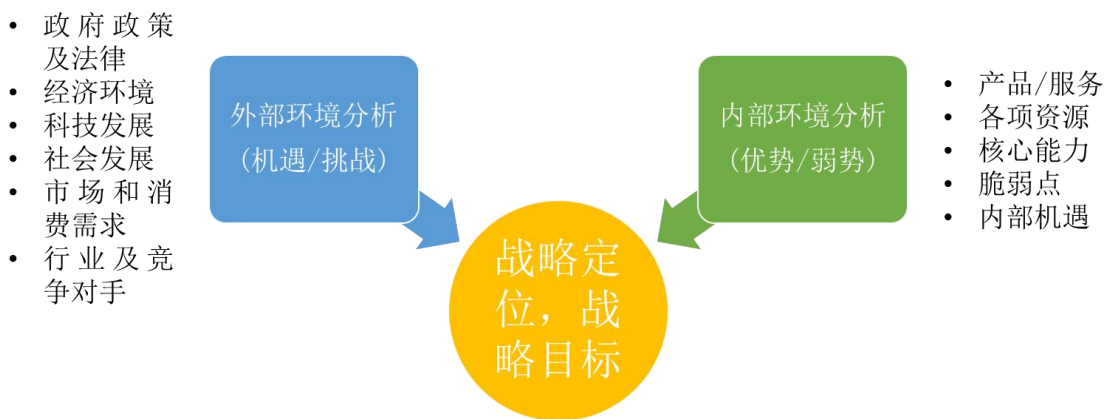 • 政府政策
及法律
• 经济环境
• 科技发展
• 社会发展
• 市场和消
费需求
• 行业及竞
争对手
外部环境分析
(机遇/挑战)
内部环境分析
(优势/弱势)
• 产品/服务
• 各项资源
• 核心能力
• 脆弱点
• 内部机遇
战略定
位，战
略目标